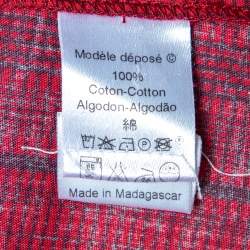 Modèle déposé ©
100%
Coton-Cotton
Algodon-Algodão
綿
Made in Madagascar